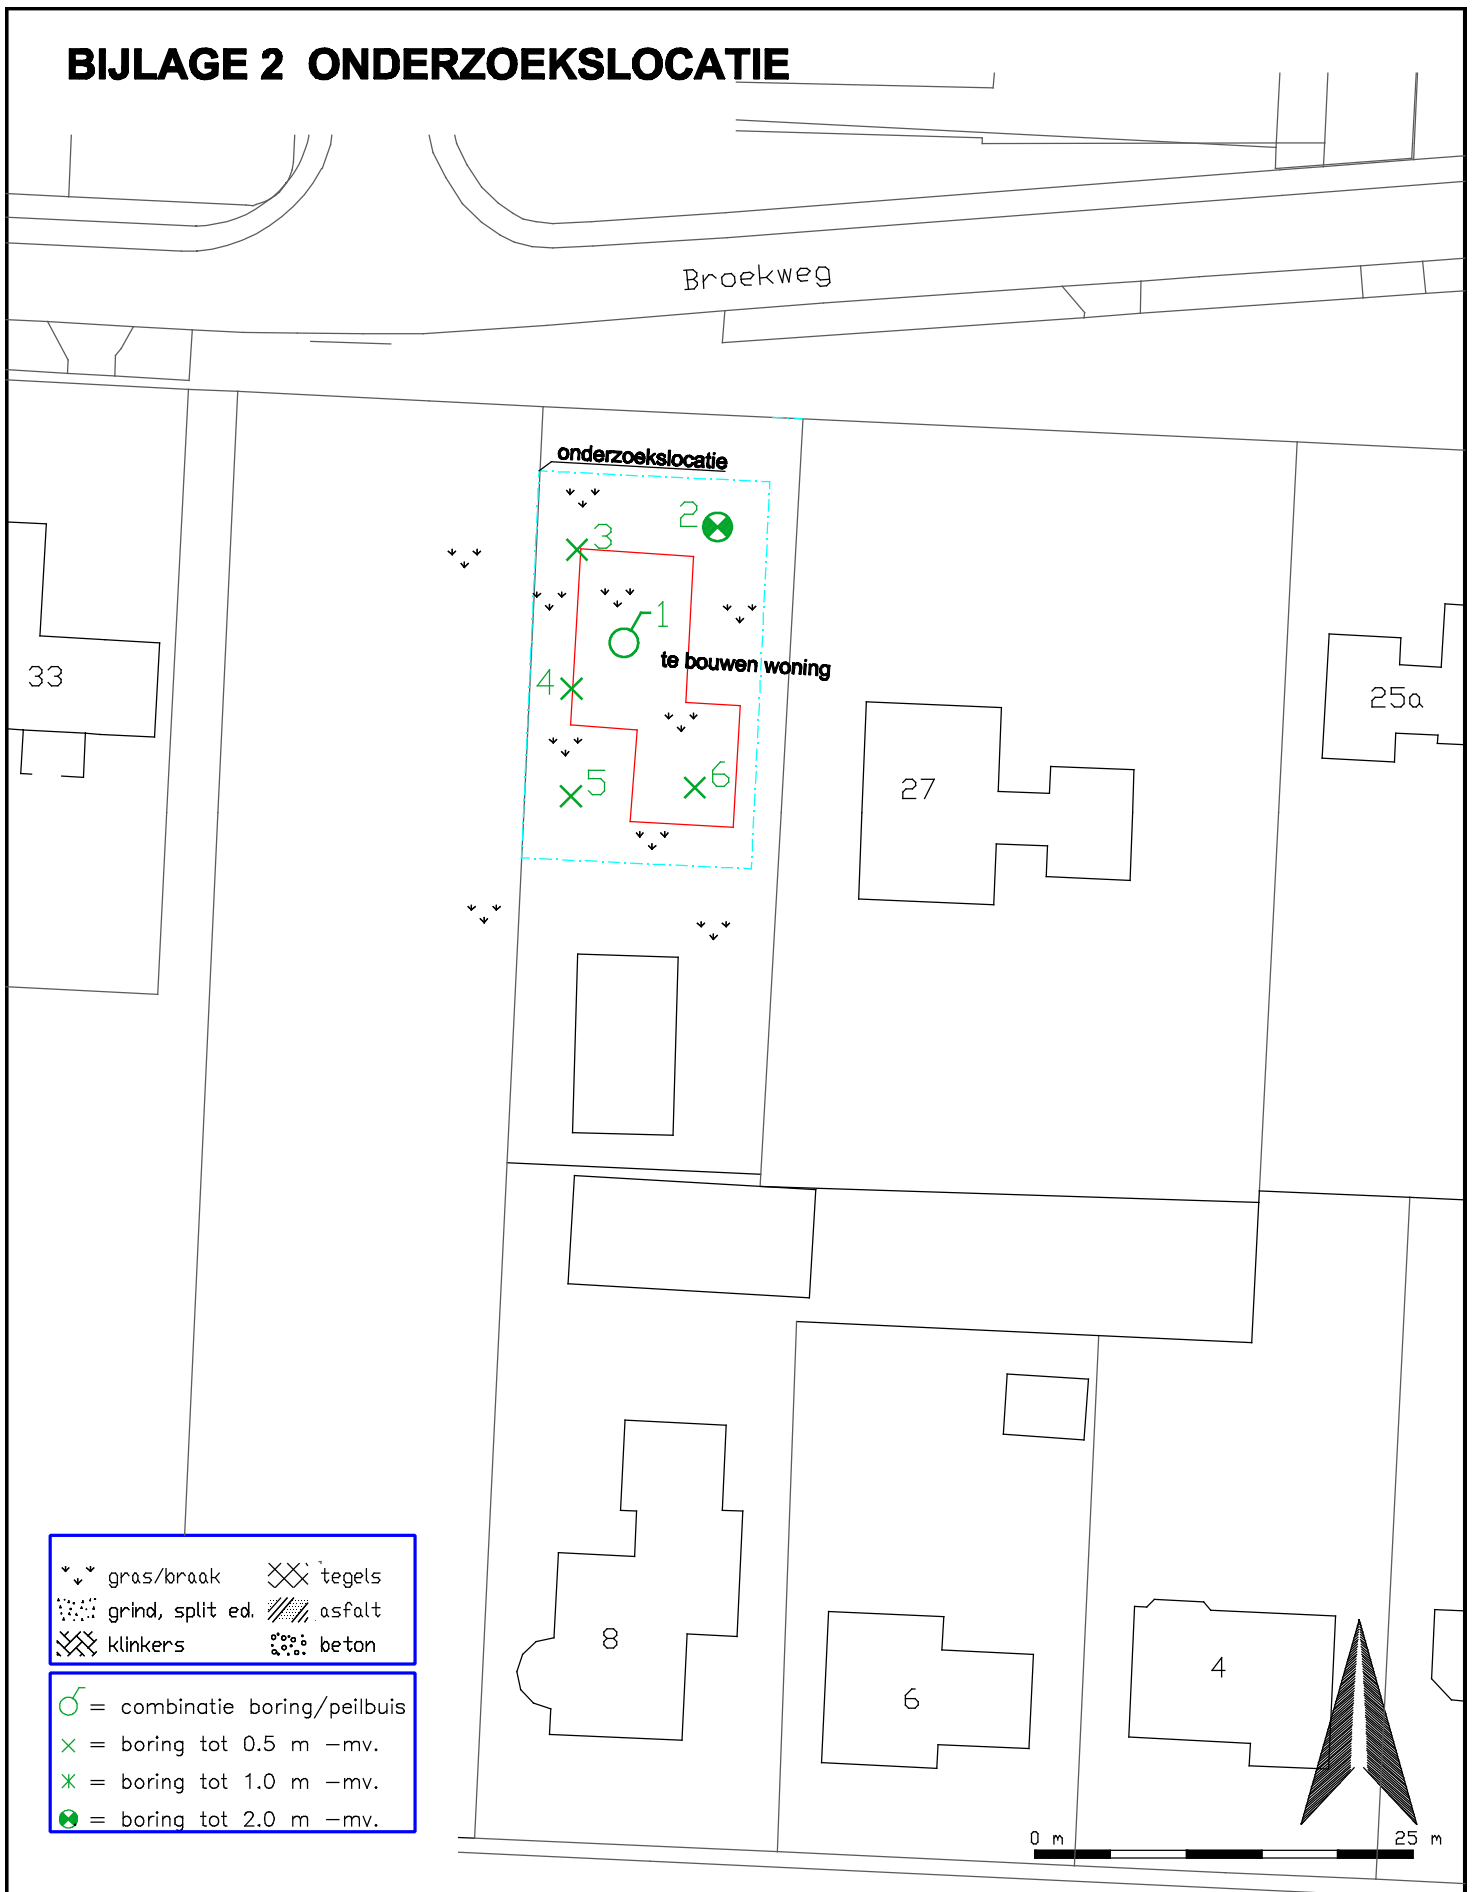 BIJLAGE 2 ONDERZOEKSLOCATIE
Broekweg
onderzoekslocatie
2
3
1
te bouwen woning
33
4
25a
5
6
27
8
6
4
gras/braak
tegels
grind, split ed.
asfalt
klinkers
beton
= combinatie boring/peilbuis
= boring tot 0.5 m -mv.
= boring tot 1.0 m -mv.
= boring tot 2.0 m -mv.
0 m
25 m